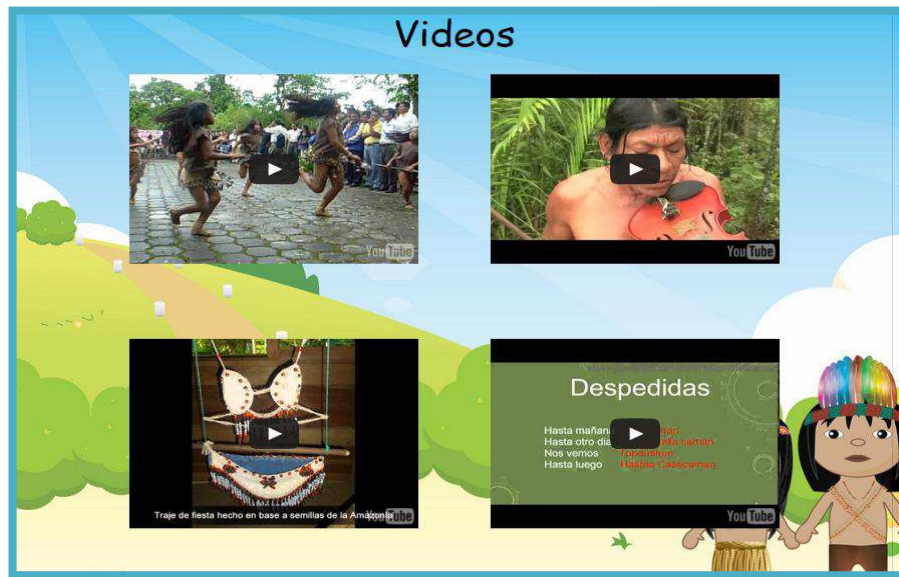 Videos
YouTube
YouTube
Traje de fiesta hecho en base a semillas de la Amazonía
YouTube
Despedidas
Hasta mañana
Hasta otro dia
Nos vemos
Hasta luego
YouTube